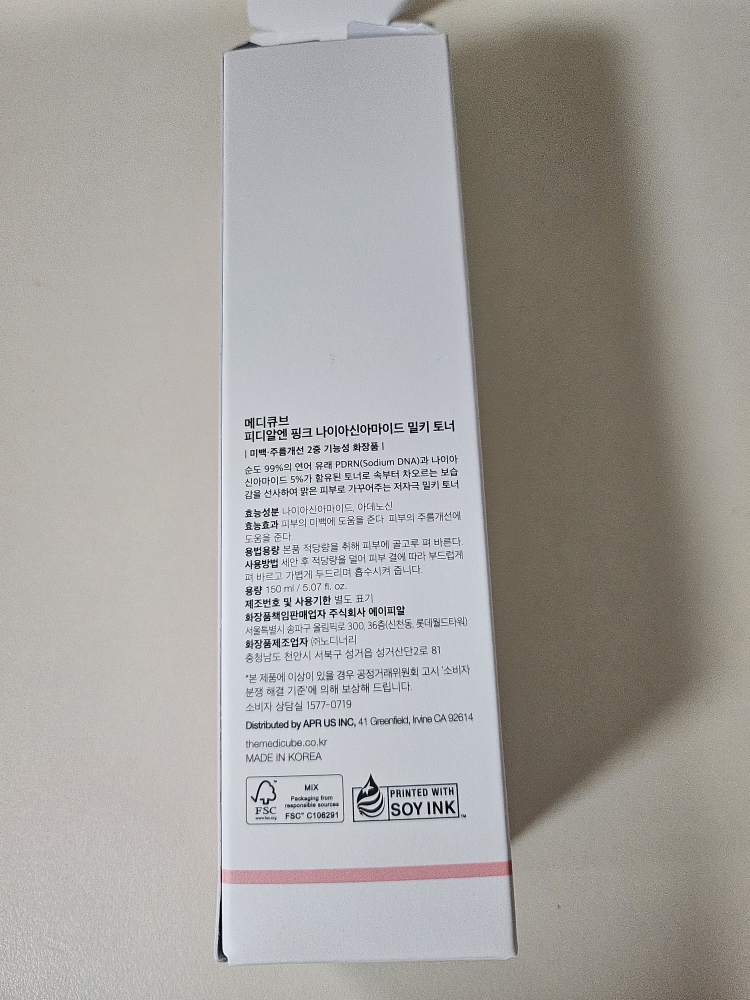 메디큐브
피디알엔 핑크 나이아신아마이드 밀키 토너
| 미백·주름개선 2중 기능성 화장품 |
순도 99%의 연어 유래 PDRN(Sodium DNA)과 나이아
신아마이드 5%가 함유된 토너로 속부터 차오르는 보습
감을 선사하여 맑은 피부로 가꾸어주는 저자극 밀키 토너
효능성분 나이아신아마이드, 아데노신
효능효과 피부의 미백에 도움을 준다. 피부의 주름개선에
도움을 준다.
용법용량 본품 적당량을 취해 피부에 골고루 펴 바른다.
사용방법 세안 후 적당량을 덜어 피부 결에 따라 부드럽게
펴 바르고 가볍게 두드리며 흡수시켜 줍니다.
용량 150 ml / 5.07 fl. oz.
제조번호 및 사용기한 별도 표기
화장품책임판매업자 주식회사 에이피알
서울특별시 송파구 올림픽로 300, 36층(신천동, 롯데월드타워)
화장품제조업자 ㈜노디너리
충청남도 천안시 서북구 성거읍 성거산단2로 81
*본 제품에 이상이 있을 경우 공정거래위원회 고시 '소비자
분쟁 해결 기준'에 의해 보상해 드립니다.
소비자 상담실 1577-0719
Distributed by APR US INC, 41 Greenfield, Irvine CA 92614
themedicube.co.kr
MADE IN KOREA
FSC
www.fsc.org
MIX
Packaging from
responsible sources
FSC™ C106291
PRINTED WITH
SOY INK™